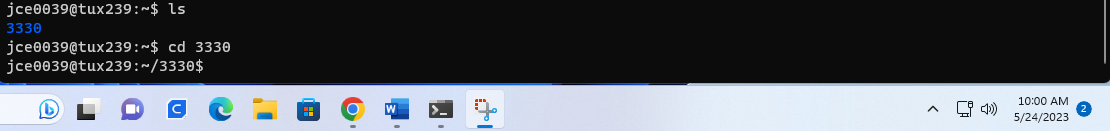 jce0039@tux239:~$ ls
3330
jce0039@tux239:~$ cd 3330
jce0039@tux239:~/3330$
10:00 AM
5/24/2023
2